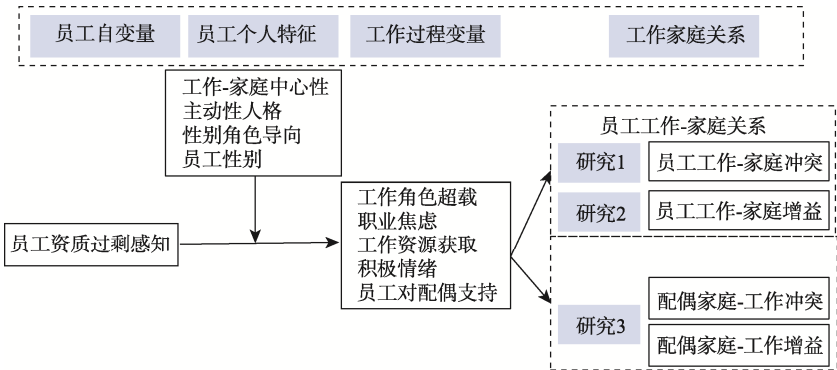 员工自变量
员工个人特征
工作过程变量
工作家庭关系
工作-家庭中心性
主动性人格
性别角色导向
员工性别
员工资质过剩感知
工作角色超载
职业焦虑
工作资源获取
积极情绪
员工对配偶支持
员工工作-家庭关系
研究1
员工工作-家庭冲突
研究2
员工工作-家庭增益
研究3
配偶家庭-工作冲突
配偶家庭-工作增益